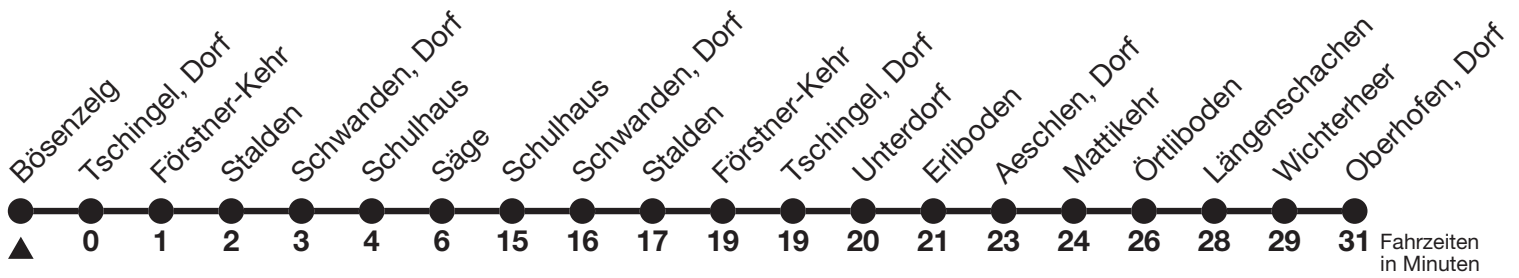 Bösenzelg
Tschingel, Dorf
Förstner-Kehr
Stalden
Schwanden, Dorf
Schulhaus
Säge
Schulhaus
Schwanden, Dorf
Stalden
Förstner-Kehr
Tschingel, Dorf
Unterdorf
Erliboden
Aeschlen, Dorf
Mattikehr
Örtliboden
Längenschachen
Wichterheer
Oberhofen, Dorf
0 1 2 3 4 6 15 16 17 19 19 20 21 23 24 26 28 29 31 Fahrzeiten
in Minuten